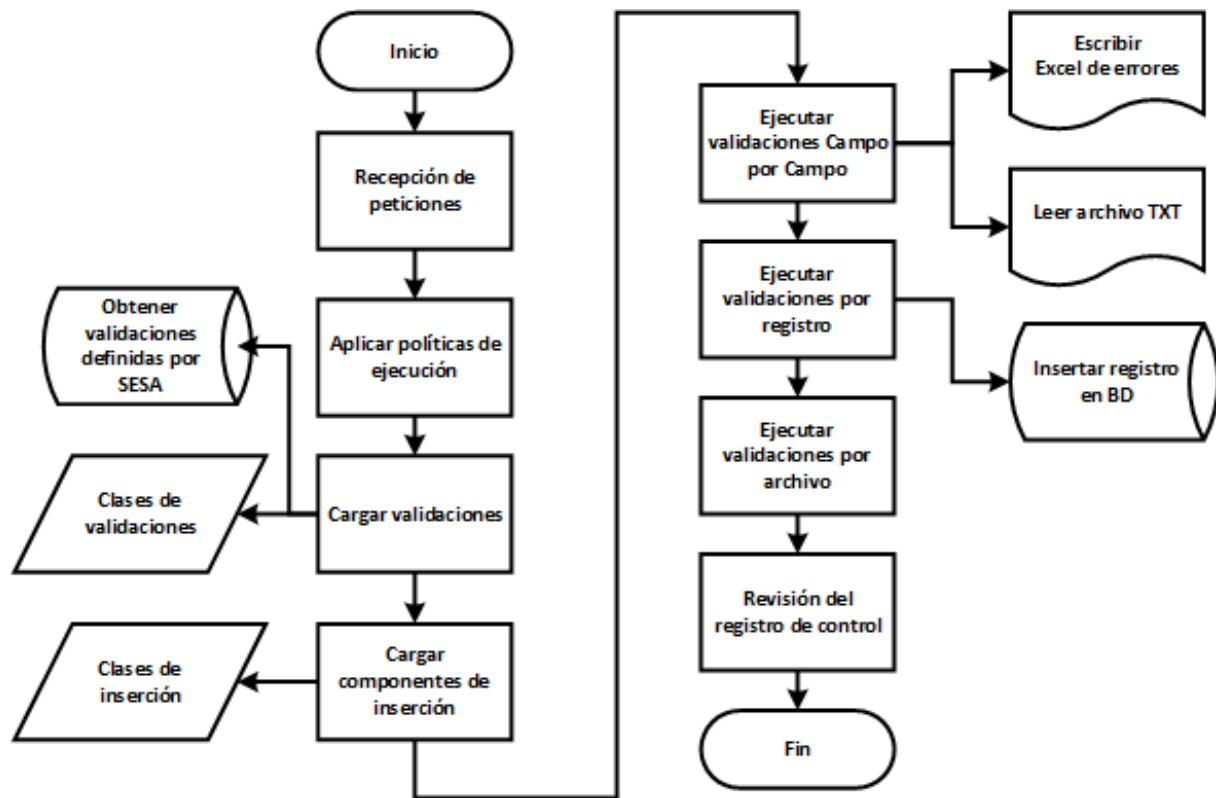 Inicio
Recepción de
peticiones
Aplicar políticas de
ejecución
Obtener
validaciones
definidas por
SESA
Cargar validaciones
Clases de
validaciones
Cargar
componentes de
inserción
Clases de
inserción
Ejecutar
validaciones Campo
por Campo
Escribir
Excel de errores
Leer archivo TXT
Ejecutar
validaciones por
registro
Insertar registro
en BD
Ejecutar
validaciones por
archivo
Revisión del
registro de control
Fin